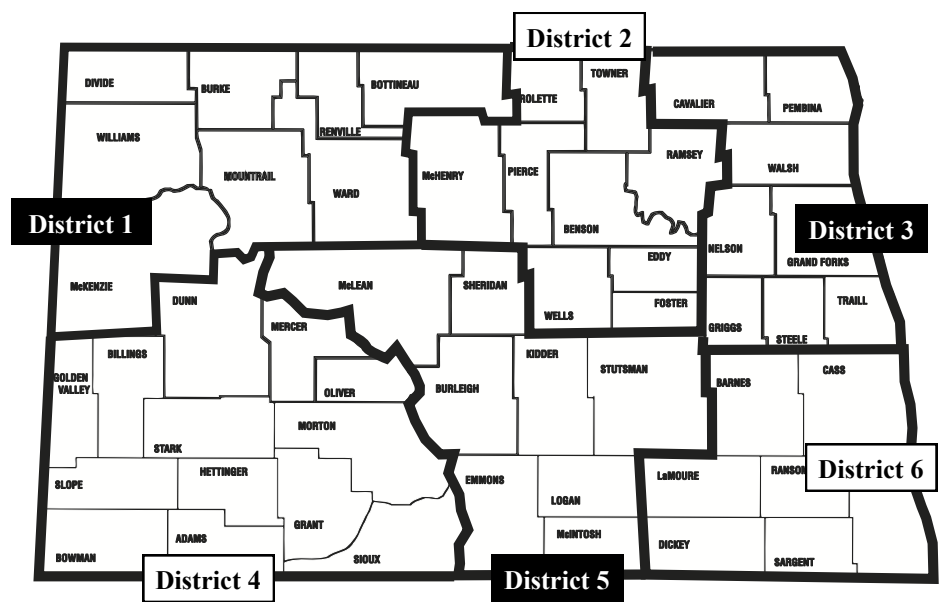 District 2
TOWNER
DIVIDE
BURKE
BOTTINEAU
ROLETTE
CAVALIER
PEMBINA
WILLIAMS
RENVILLE
RAMSEY
MOUNTRAIL
WARD
McHENRY
PIERCE
WALSH
District 1
BENSON
NELSON
District 3
EDDY
GRAND FORKS
McKENZIE
DUNN
McLEAN
SHERIDAN
FOSTER
TRAILL
MERCER
WELLS
GRIGGS
STEELE
BILLINGS
KIDDER
GOLDEN
VALLEY
STUTSMAN
CASS
OLIVER
BURLEIGH
BARNES
MORTON
STARK
HETTINGER
SLOPE
EMMONS
LaMOURE
RANSOM
District 6
LOGAN
GRANT
ADAMS
McINTOSH
DICKEY
BOWMAN
SIOUX
SARGENT
District 4
District 5